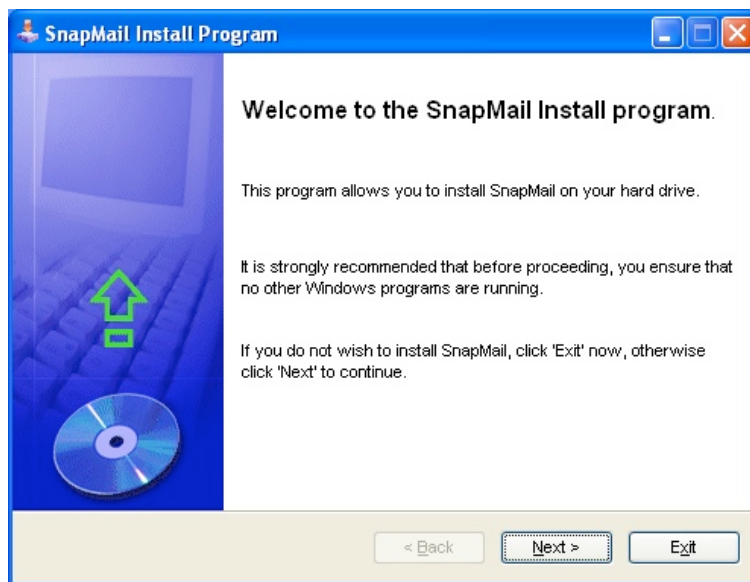 SnapMail Install Program
Welcome to the SnapMail Install program.
This program allows you to install SnapMail on your hard drive.
It is strongly recommended that before proceeding, you ensure that
no other Windows programs are running.
If you do not wish to install SnapMail, click 'Exit' now, otherwise
click 'Next' to continue.
< Back Next > Exit